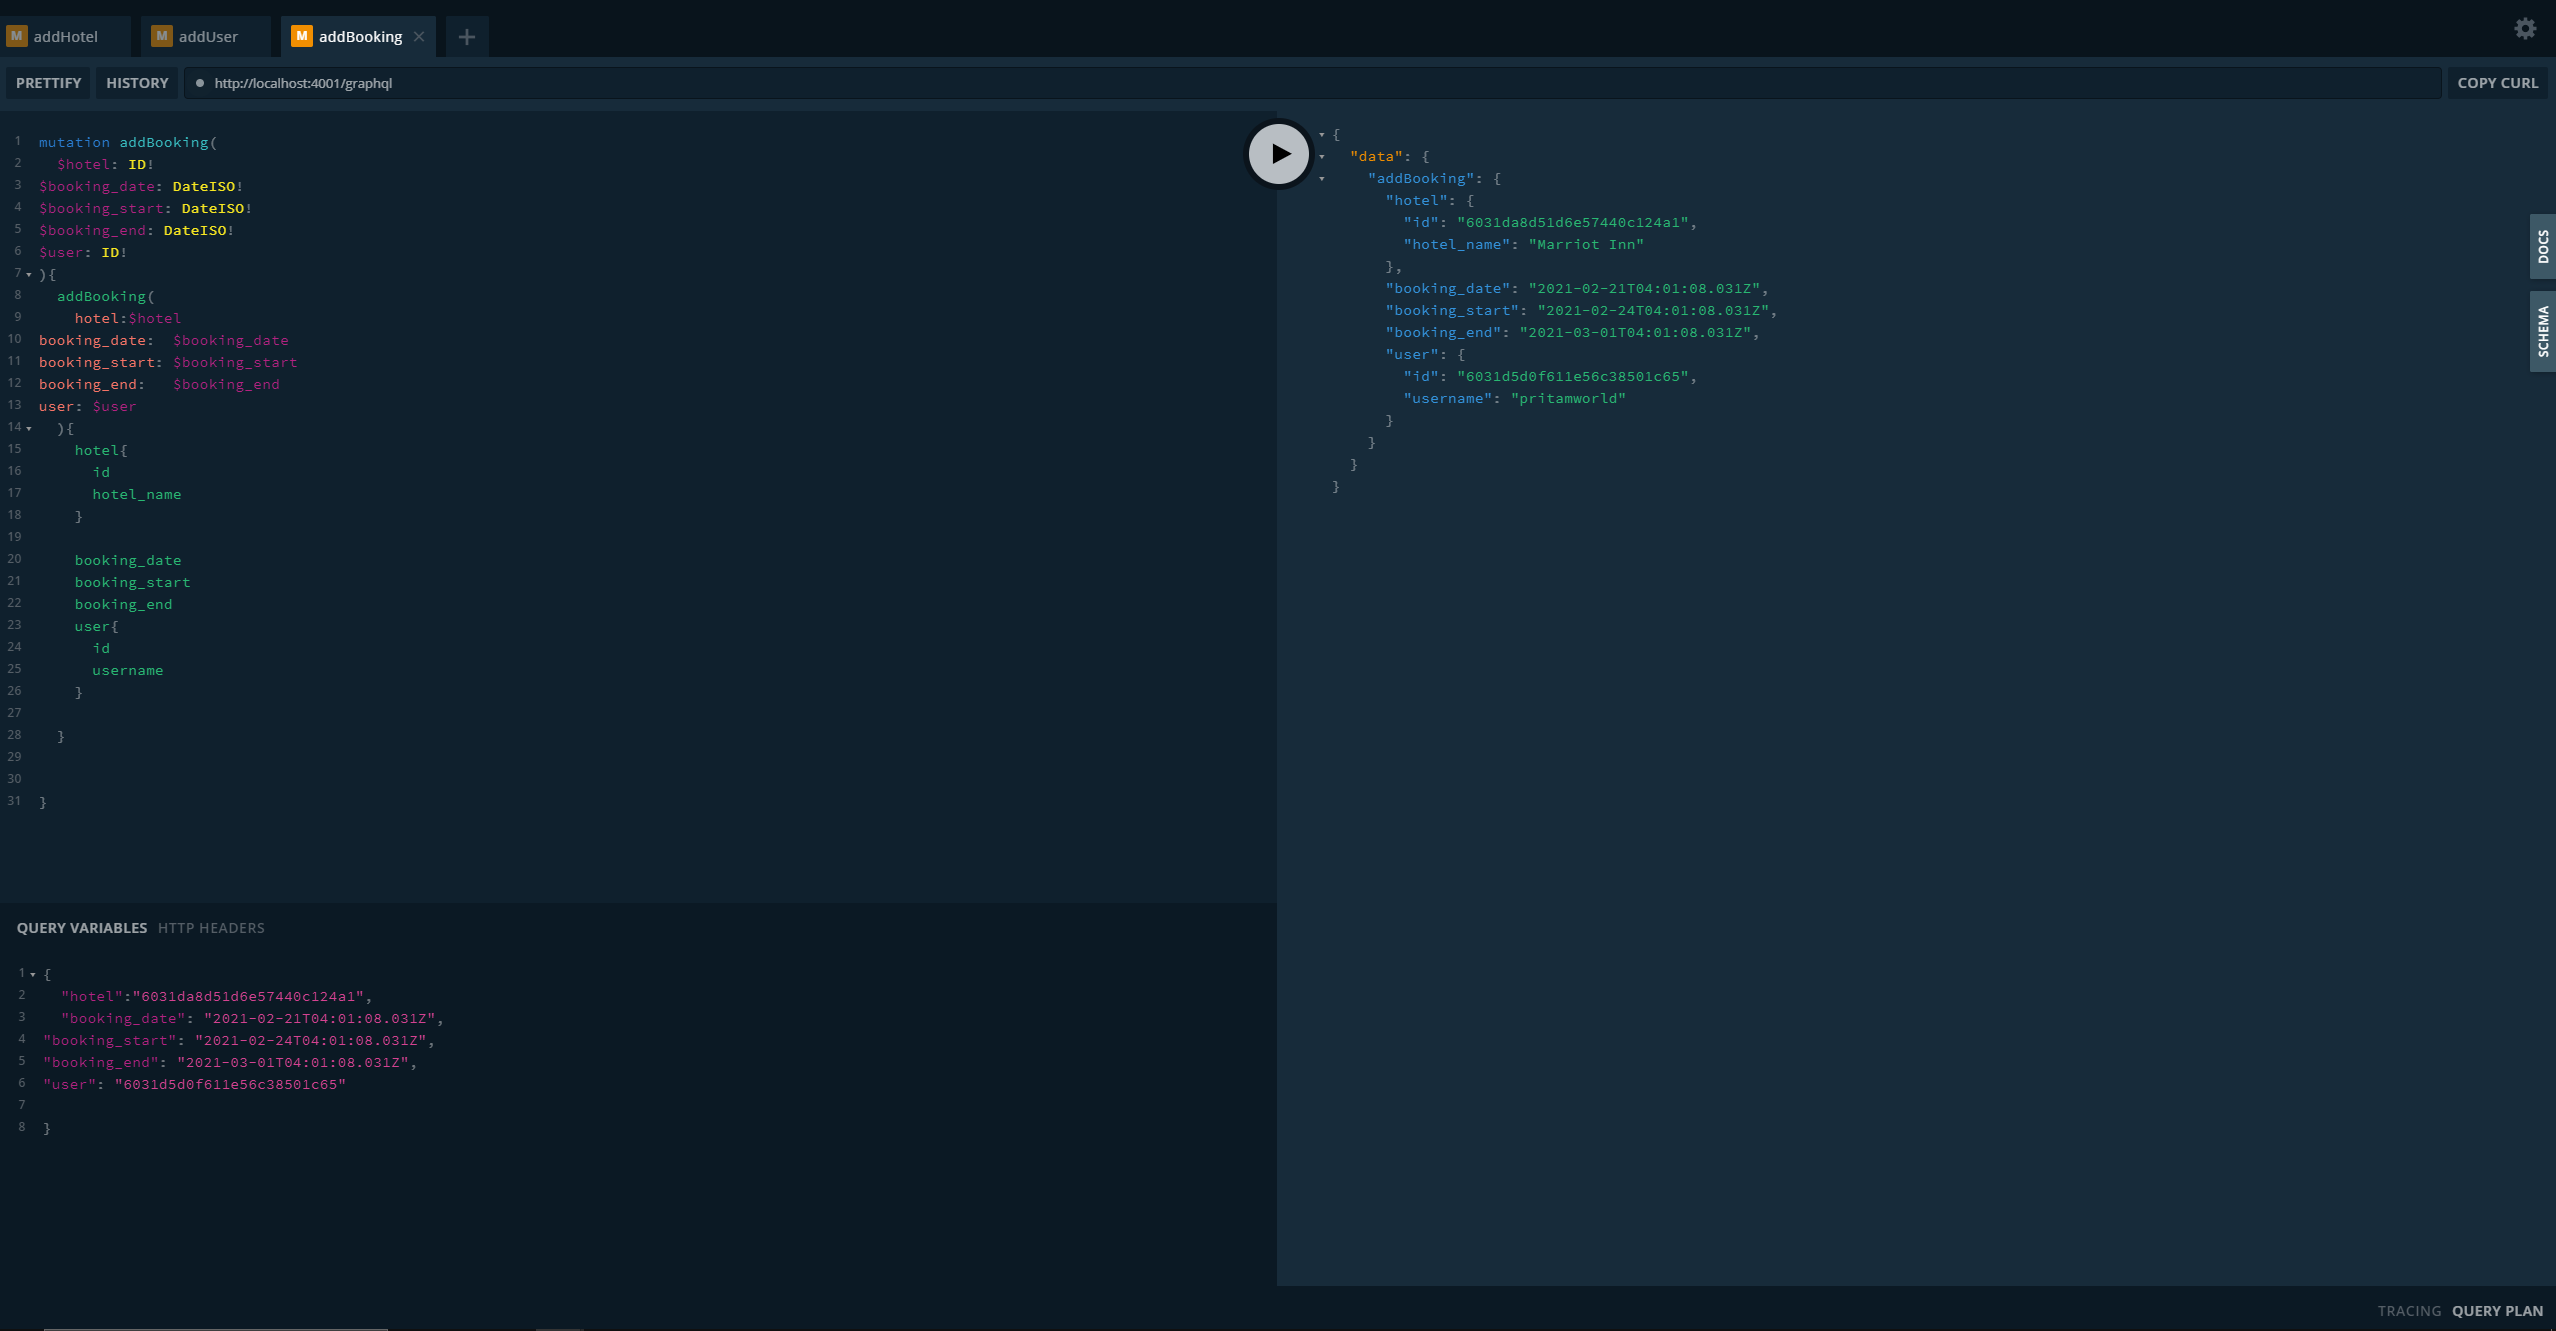 M addHotel M addUser M addBooking
PRETTIFY HISTORY http://localhost:4001/graphql COPY CURL
1 mutation addBooking(
2 $hotel: ID!
3 $booking_date: DateISO!
4 $booking_start: DateISO!
5 $booking_end: DateISO!
6 $user: ID!
7 ){
8 addBooking(
9 hotel:$hotel
10 booking_date: $booking_date
11 booking_start: $booking_start
12 booking_end: $booking_end
13 user: $user
14 ){
15 hotel{
16 id
17 hotel_name
18 }
19
20 booking_date
21 booking_start
22 booking_end
23 user{
24 id
25 username
26 }
27
28 }
29
30
31 }
QUERY VARIABLES HTTP HEADERS
1 {
2 "hotel":"6031da8d51d6e57440c124a1",
3 "booking_date": "2021-02-21T04:01:08.031Z",
4 "booking_start": "2021-02-24T04:01:08.031Z",
5 "booking_end": "2021-03-01T04:01:08.031Z",
6 "user": "6031d5d0f611e56c38501c65"
7
8 }
{
"data": {
"addBooking": {
"hotel": {
"id": "6031da8d51d6e57440c124a1",
"hotel_name": "Marriot Inn"
},
"booking_date": "2021-02-21T04:01:08.031Z",
"booking_start": "2021-02-24T04:01:08.031Z",
"booking_end": "2021-03-01T04:01:08.031Z",
"user": {
"id": "6031d5d0f611e56c38501c65",
"username": "pritamworld"
}
}
}
}
DOCS
SCHEMA
TRACING QUERY PLAN